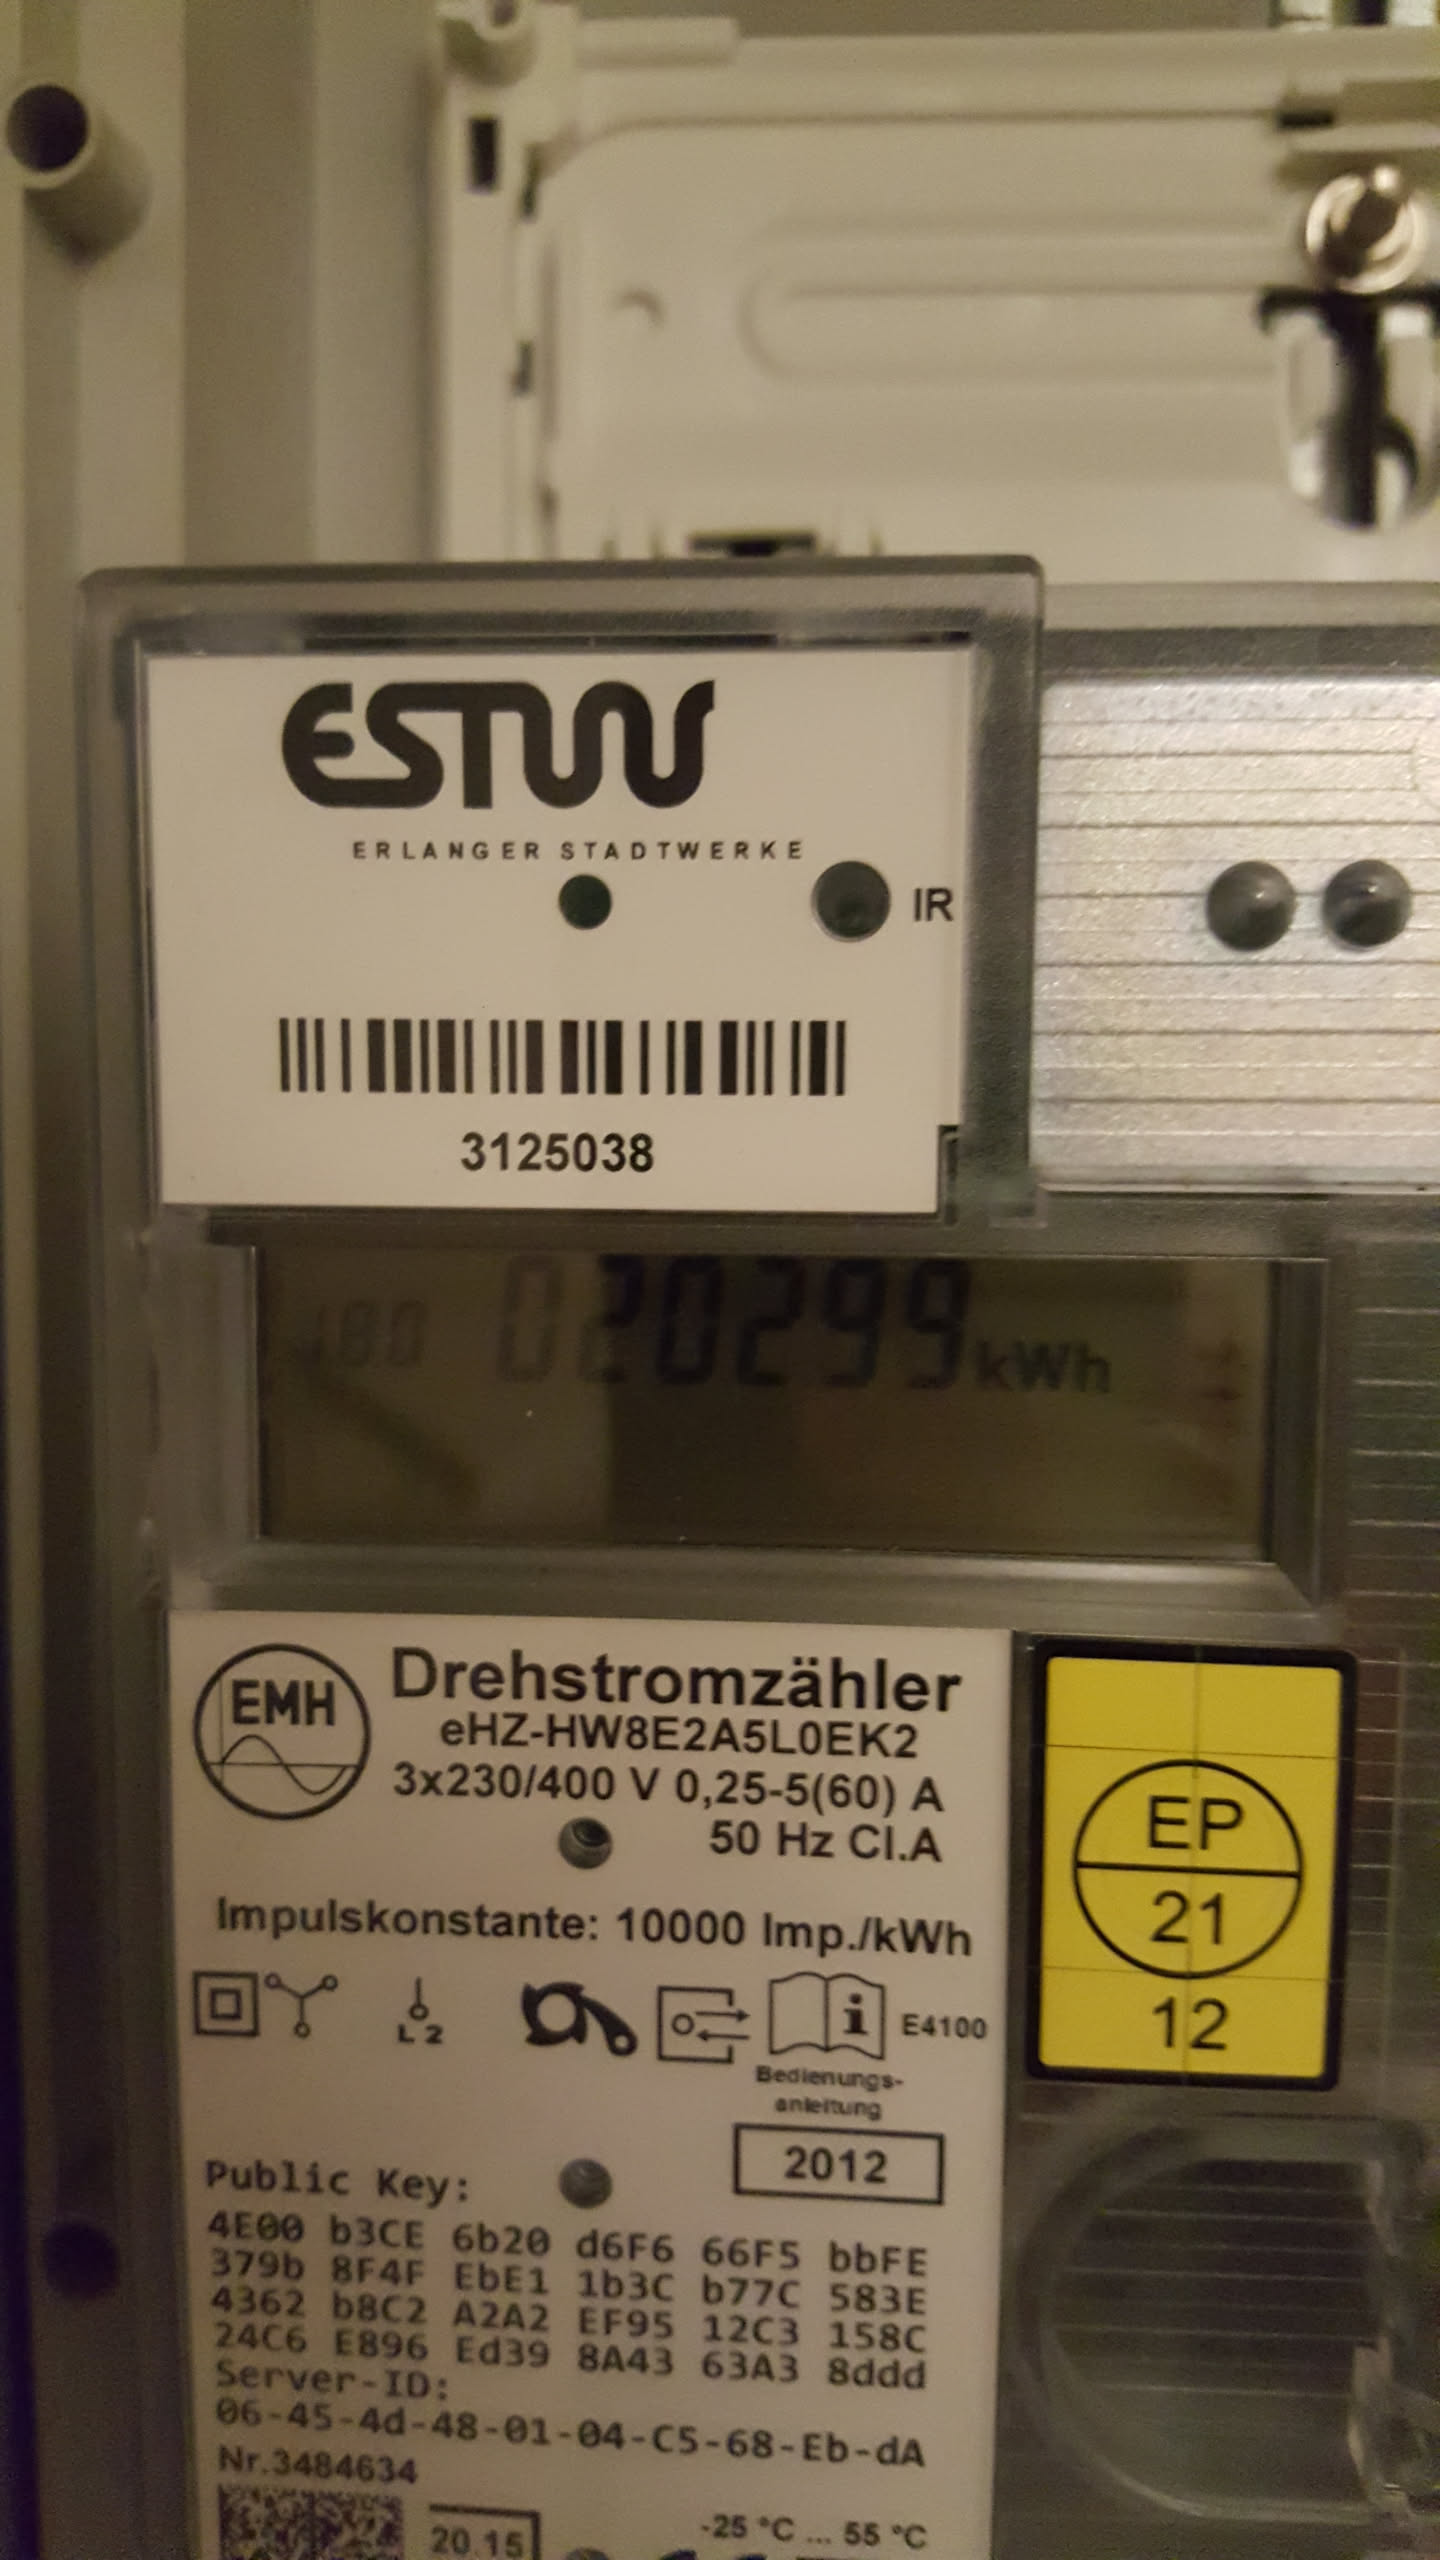 ESTW
ERLANGER STADTWERKE
IR
3125038
1.8.0 020299 kWh
EMH
Drehstromzähler
eHZ-HW8E2A5L0EK2
3x230/400 V 0,25-5(60) A
50 Hz Cl.A
EP
21
12
Impulskonstante: 10000 Imp./kWh
L 2
i
E4100
Bedienungs-
anleitung
2012
Public Key:
4E00 b3CE 6b20 d6F6 66F5 bbFE
379b 8F4F EbE1 1b3C b77C 583E
4362 b8C2 A2A2 EF95 12C3 158C
24C6 E896 Ed39 8A43 63A3 8ddd
Server-ID:
06-45-4d-48-01-04-C5-68-Eb-dA
Nr.3484634
20.15
-25 °C ... 55 °C